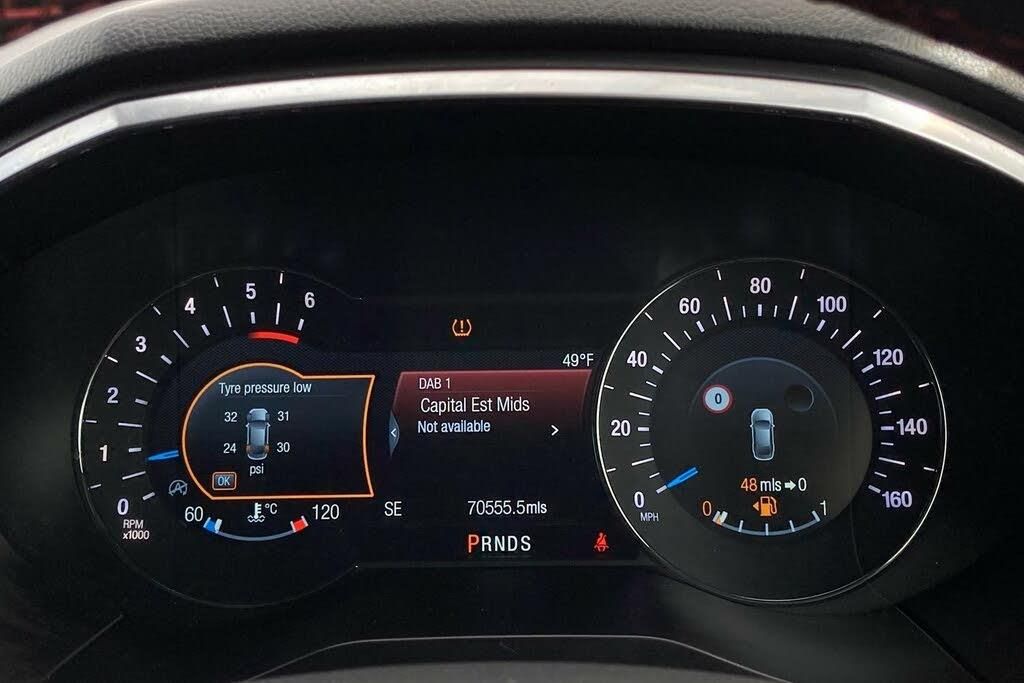 0
1
2
3
4
5
6
RPM
x1000
Tyre pressure low
32 31
24 30
psi
OK
60 °C 120
49°F
DAB 1
Capital Est Mids
Not available >
<
SE 70555.5mls
PRNDS
0
20
40
60
80
100
120
140
160
MPH
0
48mls➔0
0 1